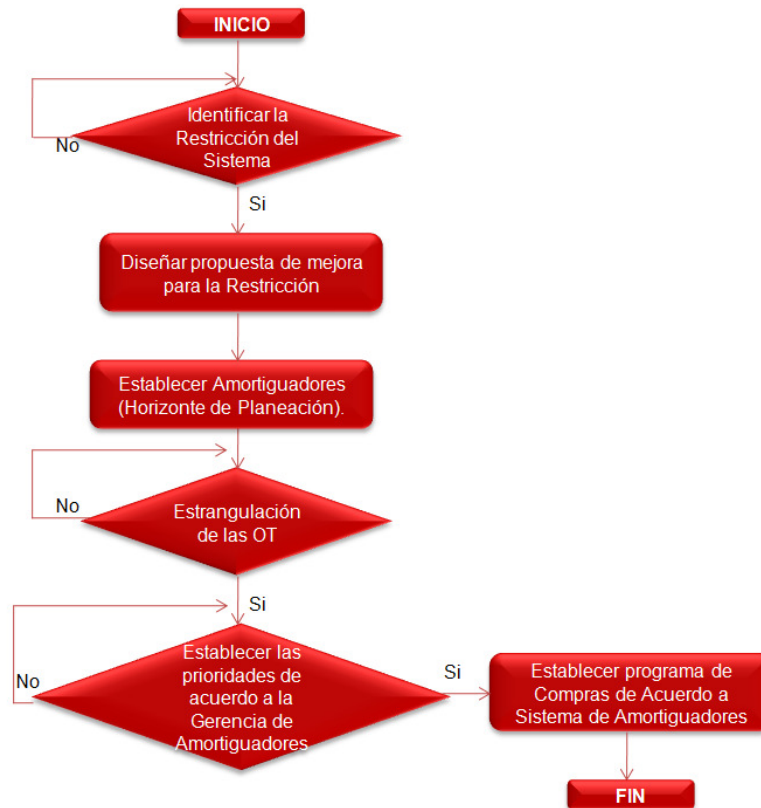 INICIO
Identificar la
Restricción del
Sistema
No
Si
Diseñar propuesta de mejora
para la Restricción
Establecer Amortiguadores
(Horizonte de Planeación).
No
Estrangulación
de las OT
Si
Establecer las
prioridades de
acuerdo a la
Gerencia de
Amortiguadores
No
Si
Establecer programa de
Compras de Acuerdo a
Sistema de Amortiguadores
FIN